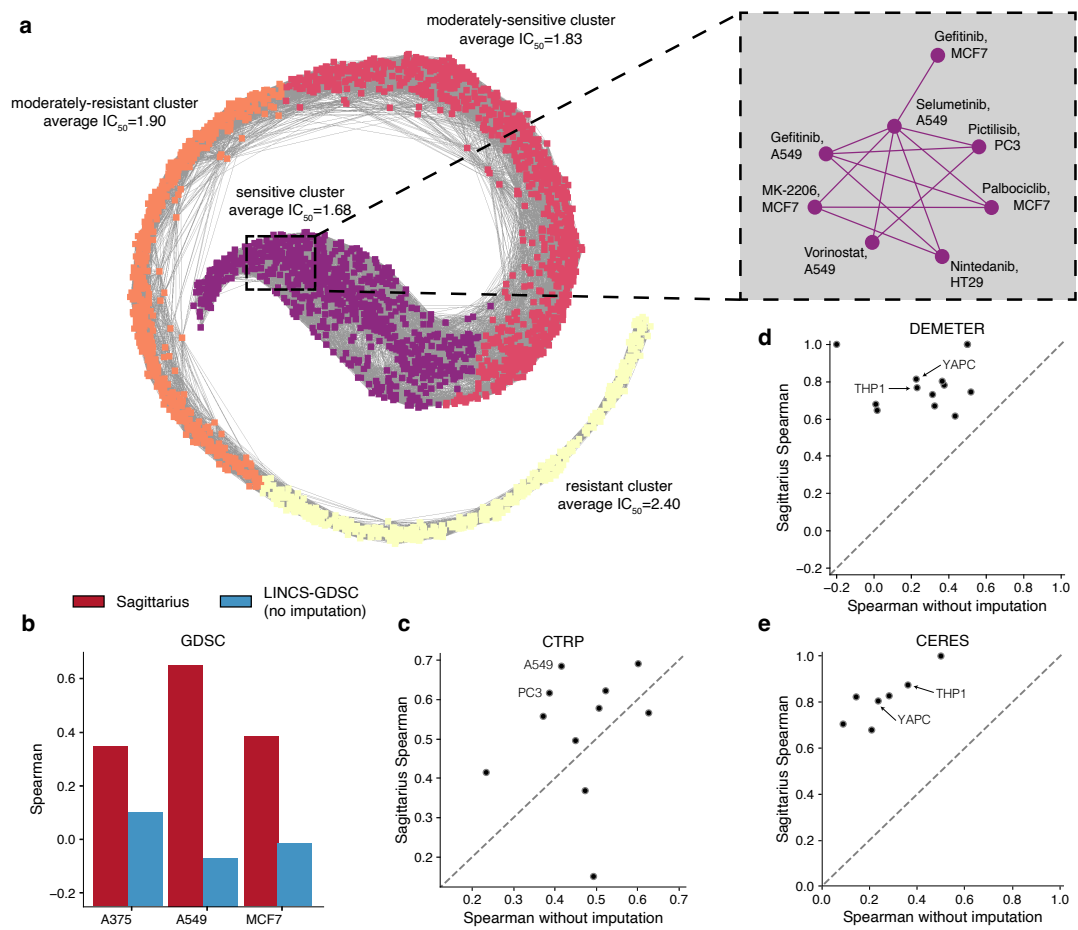 a
moderately-sensitive cluster
average IC50=1.83
moderately-resistant cluster
average IC50=1.90
sensitive cluster
average IC50=1.68
resistant cluster
average IC50=2.40
Gefitinib,
MCF7
Selumetinib,
A549
Pictilisib,
PC3
Gefitinib,
A549
MK-2206,
MCF7
Palbociclib,
MCF7
Vorinostat,
A549
Nintedanib,
HT29
d
DEMETER
Sagittarius Spearman
1.0
0.8
0.6
0.4
0.2
0.0
−0.2
YAPC
THP1
−0.2 0.0 0.2 0.4 0.6 0.8 1.0
Spearman without imputation
Sagittarius
LINCS-GDSC
(no imputation)
b
GDSC
Spearman
0.6
0.4
0.2
0.0
−0.2
A375 A549 MCF7
c
CTRP
Sagittarius Spearman
0.7
0.6
0.5
0.4
0.3
0.2
A549
PC3
0.2 0.3 0.4 0.5 0.6 0.7
Spearman without imputation
e
CERES
Sagittarius Spearman
1.0
0.8
0.6
0.4
0.2
0.0
THP1
YAPC
0.0 0.2 0.4 0.6 0.8 1.0
Spearman without imputation